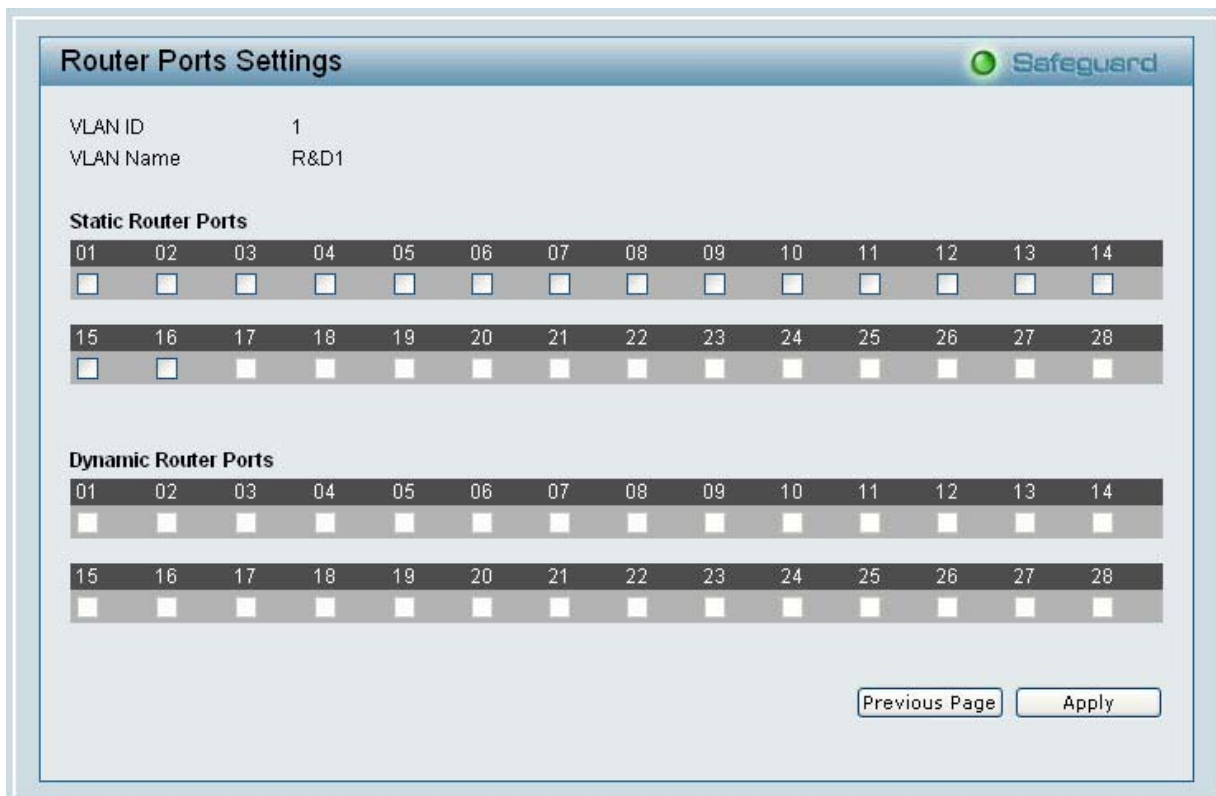 Router Ports Settings Safeguard
VLAN ID 1
VLAN Name R&D1
Static Router Ports
01 02 03 04 05 06 07 08 09 10 11 12 13 14
15 16 17 18 19 20 21 22 23 24 25 26 27 28
Dynamic Router Ports
01 02 03 04 05 06 07 08 09 10 11 12 13 14
15 16 17 18 19 20 21 22 23 24 25 26 27 28
Previous Page Apply